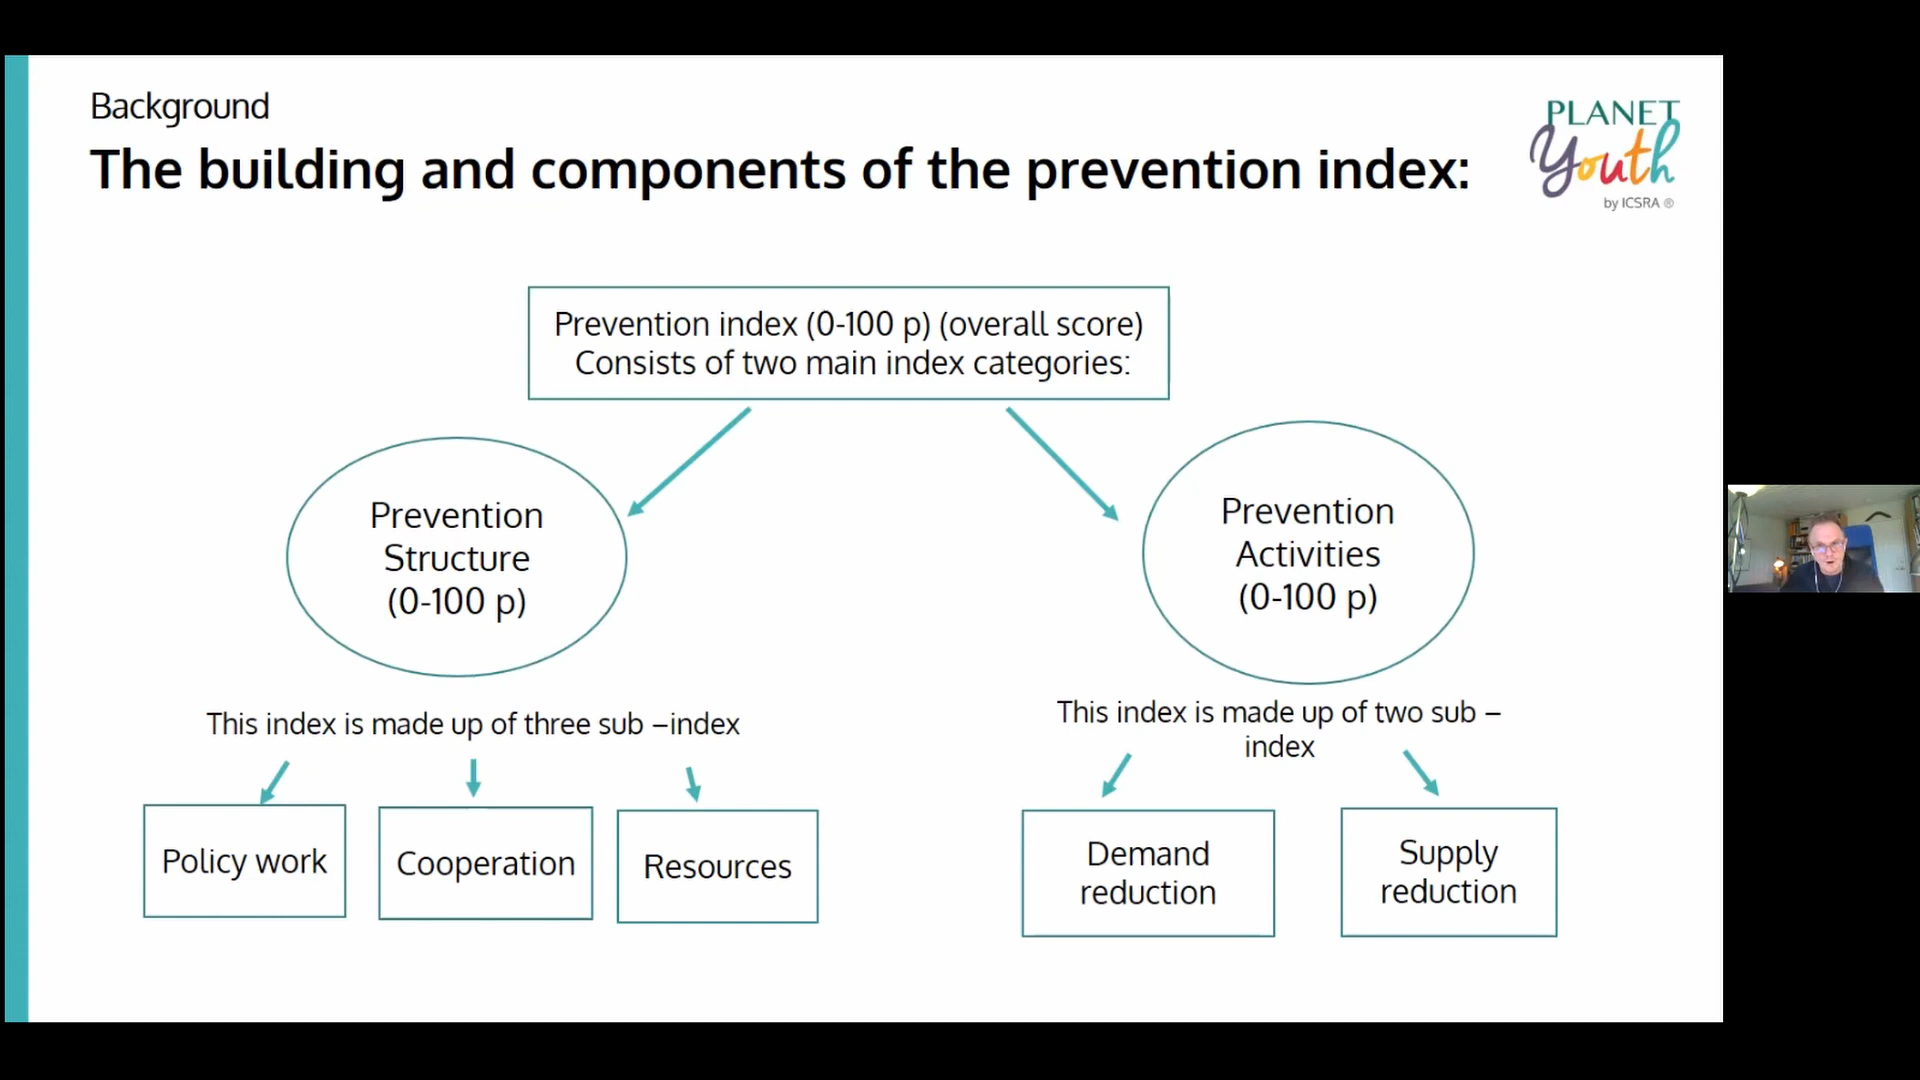 Background
The building and components of the prevention index:
PLANET
Youth
by ICSRA ®
Prevention index (0-100 p) (overall score)
Consists of two main index categories:
Prevention
Structure
(0-100 p)
Prevention
Activities
(0-100 p)
This index is made up of three sub –index
This index is made up of two sub –
index
Policy work
Cooperation
Resources
Demand
reduction
Supply
reduction